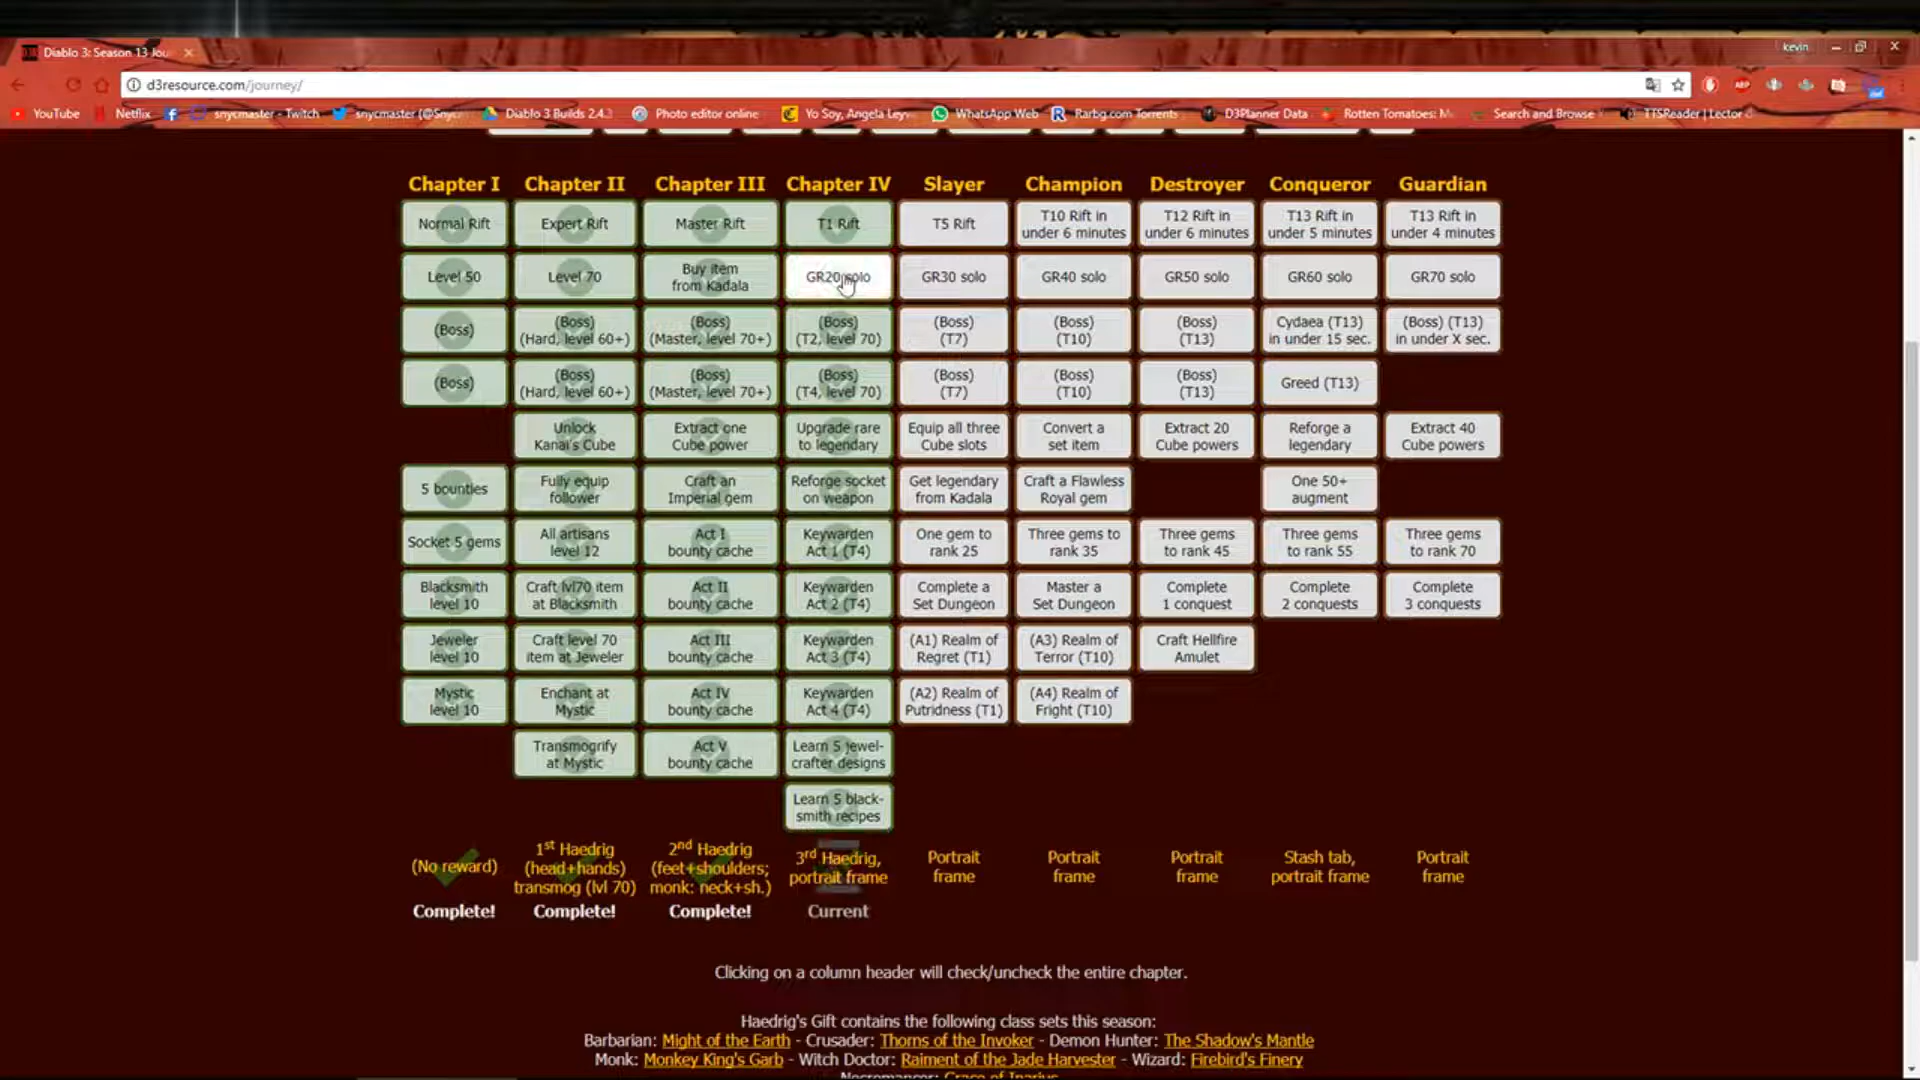 Diablo 3: Season 13 Jou
kevin
d3resource.com/journey/
YouTube Netflix snycmaster - Twitch snycmaster (@Snyc Diablo 3 Builds 2.4.3 Photo editor online Yo Soy, Angela Leyv WhatsApp Web Rarbg.com Torrents D3Planner Data Rotten Tomatoes: M Search and Browse TTSReader | Lector d
Chapter I Chapter II Chapter III Chapter IV Slayer Champion Destroyer Conqueror Guardian
Normal Rift Expert Rift Master Rift T1 Rift T5 Rift T10 Rift in under 6 minutes T12 Rift in under 6 minutes T13 Rift in under 5 minutes T13 Rift in under 4 minutes
Level 50 Level 70 Buy item from Kadala GR20 solo GR30 solo GR40 solo GR50 solo GR60 solo GR70 solo
(Boss) (Boss) (Hard, level 60+) (Boss) (Master, level 70+) (Boss) (T2, level 70) (Boss) (T7) (Boss) (T10) (Boss) (T13) Cydaea (T13) in under 15 sec. (Boss) (T13) in under X sec.
(Boss) (Boss) (Hard, level 60+) (Boss) (Master, level 70+) (Boss) (T4, level 70) (Boss) (T7) (Boss) (T10) (Boss) (T13) Greed (T13)
Unlock Kanai's Cube Extract one Cube power Upgrade rare to legendary Equip all three Cube slots Convert a set item Extract 20 Cube powers Reforge a legendary Extract 40 Cube powers
5 bounties Fully equip follower Craft an Imperial gem Reforge socket on weapon Get legendary from Kadala Craft a Flawless Royal gem One 50+ augment
Socket 5 gems All artisans level 12 Act I bounty cache Keywarden Act 1 (T4) One gem to rank 25 Three gems to rank 35 Three gems to rank 45 Three gems to rank 55 Three gems to rank 70
Blacksmith level 10 Craft lvl70 item at Blacksmith Act II bounty cache Keywarden Act 2 (T4) Complete a Set Dungeon Master a Set Dungeon Complete 1 conquest Complete 2 conquests Complete 3 conquests
Jeweler level 10 Craft level 70 item at Jeweler Act III bounty cache Keywarden Act 3 (T4) (A1) Realm of Regret (T1) (A3) Realm of Terror (T10) Craft Hellfire Amulet
Mystic level 10 Enchant at Mystic Act IV bounty cache Keywarden Act 4 (T4) (A2) Realm of Putridness (T1) (A4) Realm of Fright (T10)
Transmogrify at Mystic Act V bounty cache Learn 5 jewel-crafter designs
Learn 5 black-smith recipes
(No reward) 1st Haedrig (head+hands) transmog (lvl 70) 2nd Haedrig (feet+shoulders; monk: neck+sh.) 3rd Haedrig, portrait frame Portrait frame Portrait frame Portrait frame Stash tab, portrait frame Portrait frame
Complete! Complete! Complete! Current
Clicking on a column header will check/uncheck the entire chapter.
Haedrig's Gift contains the following class sets this season:
Barbarian: Might of the Earth - Crusader: Thorns of the Invoker - Demon Hunter: The Shadow's Mantle
Monk: Monkey King's Garb - Witch Doctor: Raiment of the Jade Harvester - Wizard: Firebird's Finery
Necromancer: Grace of Inarius